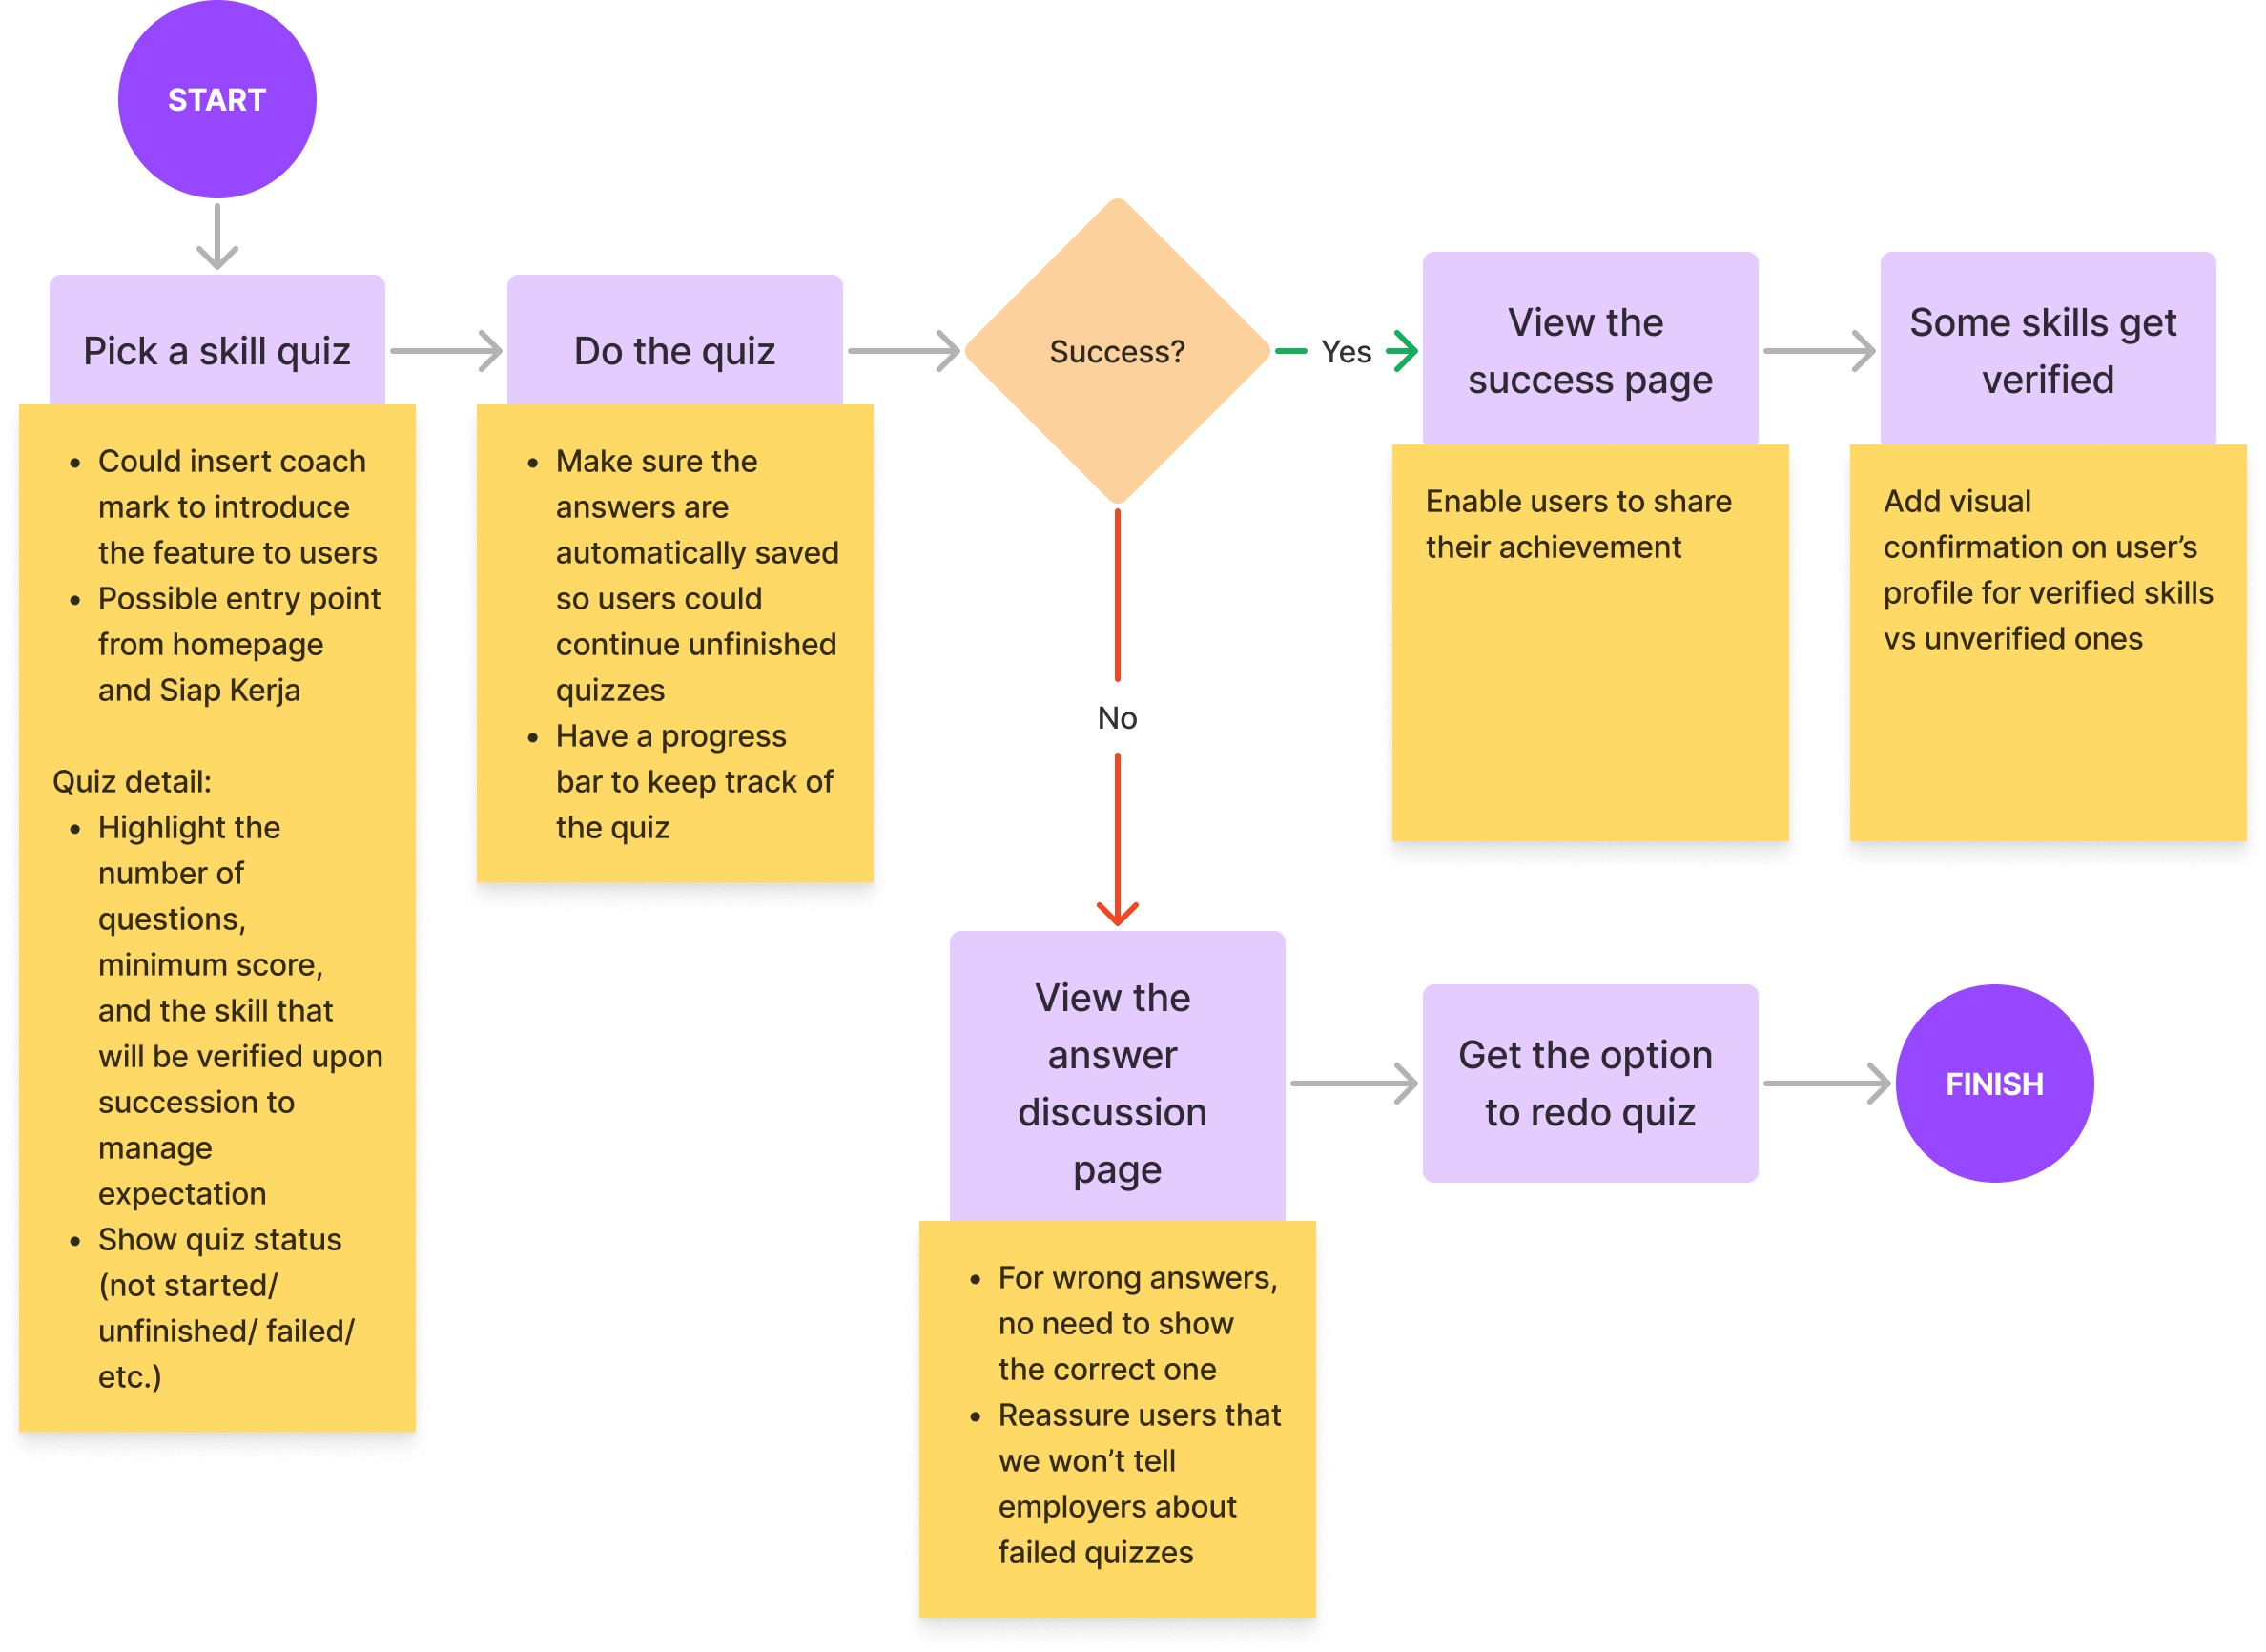 START
Pick a skill quiz
• Could insert coach
mark to introduce
the feature to users
• Possible entry point
from homepage
and Siap Kerja
Quiz detail:
• Highlight the
number of
questions,
minimum score,
and the skill that
will be verified upon
succession to
manage
expectation
• Show quiz status
(not started/
unfinished/ failed/
etc.)
Do the quiz
• Make sure the
answers are
automatically saved
so users could
continue unfinished
quizzes
• Have a progress
bar to keep track of
the quiz
Success?
Yes
View the
success page
Enable users to share
their achievement
Some skills get
verified
Add visual
confirmation on user’s
profile for verified skills
vs unverified ones
No
View the
answer
discussion
page
• For wrong answers,
no need to show
the correct one
• Reassure users that
we won’t tell
employers about
failed quizzes
Get the option
to redo quiz
FINISH